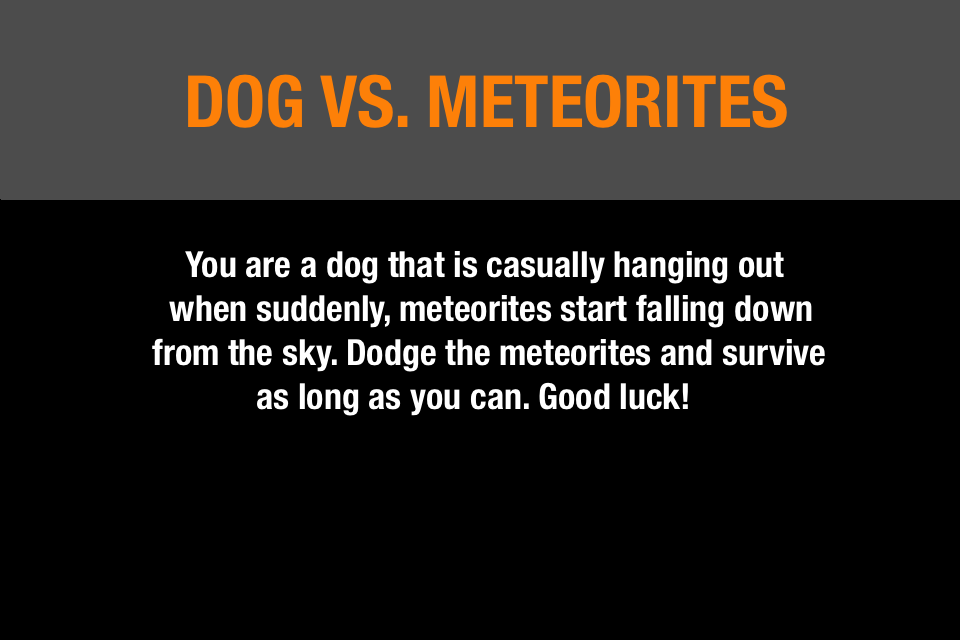 DOG VS. METEORITES
You are a dog that is casually hanging out
when suddenly, meteorites start falling down
from the sky. Dodge the meteorites and survive
as long as you can. Good luck!